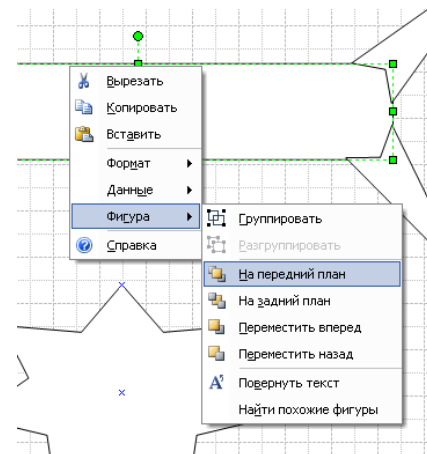 Вырезать
Копировать
Вставить
Формат
Данные
Фигура
Справка
Группировать
Разгруппировать
На передний план
На задний план
Переместить вперед
Переместить назад
Повернуть текст
Найти похожие фигуры